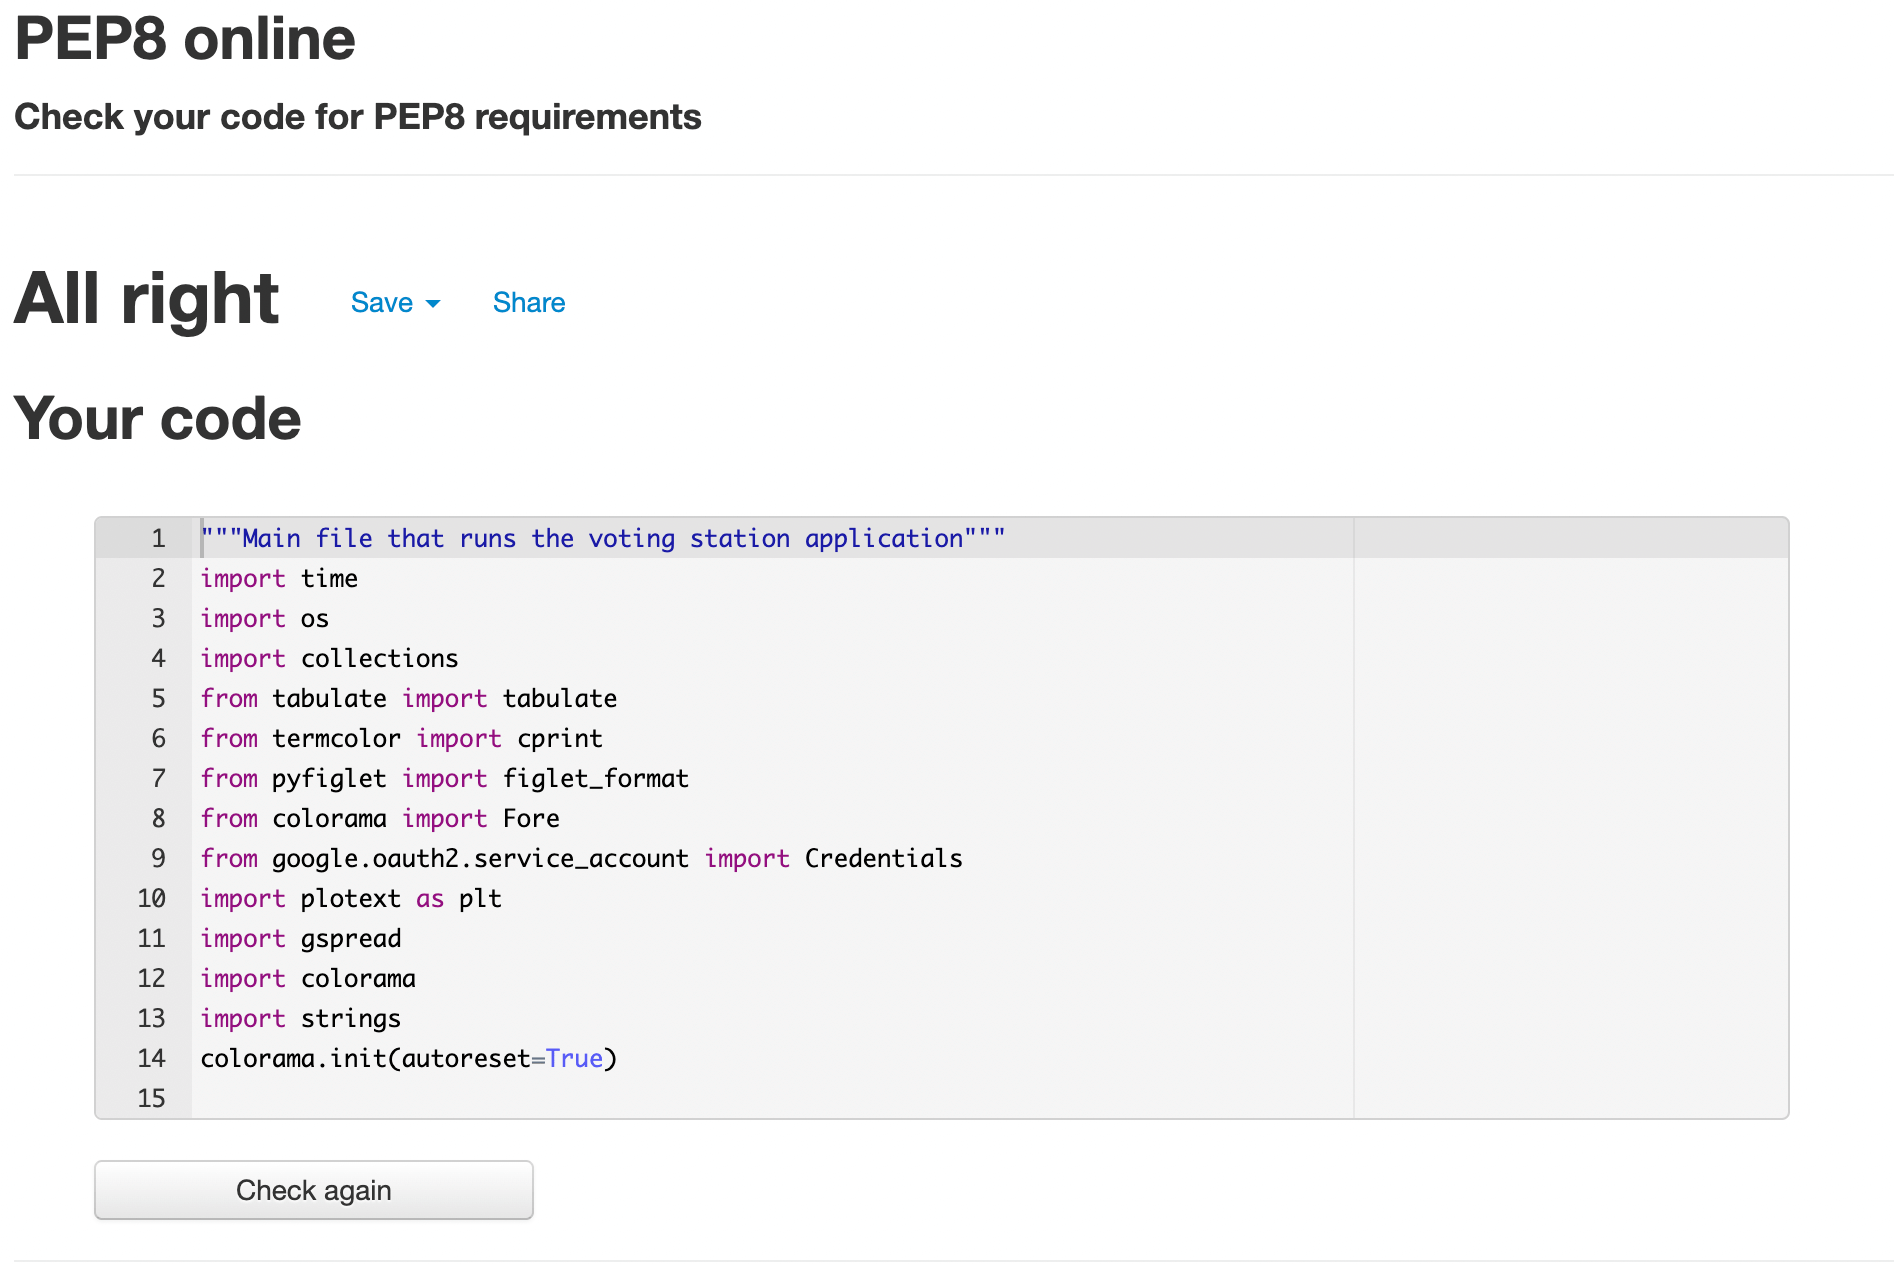 PEP8 online
Check your code for PEP8 requirements
All right Save Share
Your code
1 """Main file that runs the voting station application"""
2 import time
3 import os
4 import collections
5 from tabulate import tabulate
6 from termcolor import cprint
7 from pyfiglet import figlet_format
8 from colorama import Fore
9 from google.oauth2.service_account import Credentials
10 import plotext as plt
11 import gspread
12 import colorama
13 import strings
14 colorama.init(autoreset=True)
15
Check again